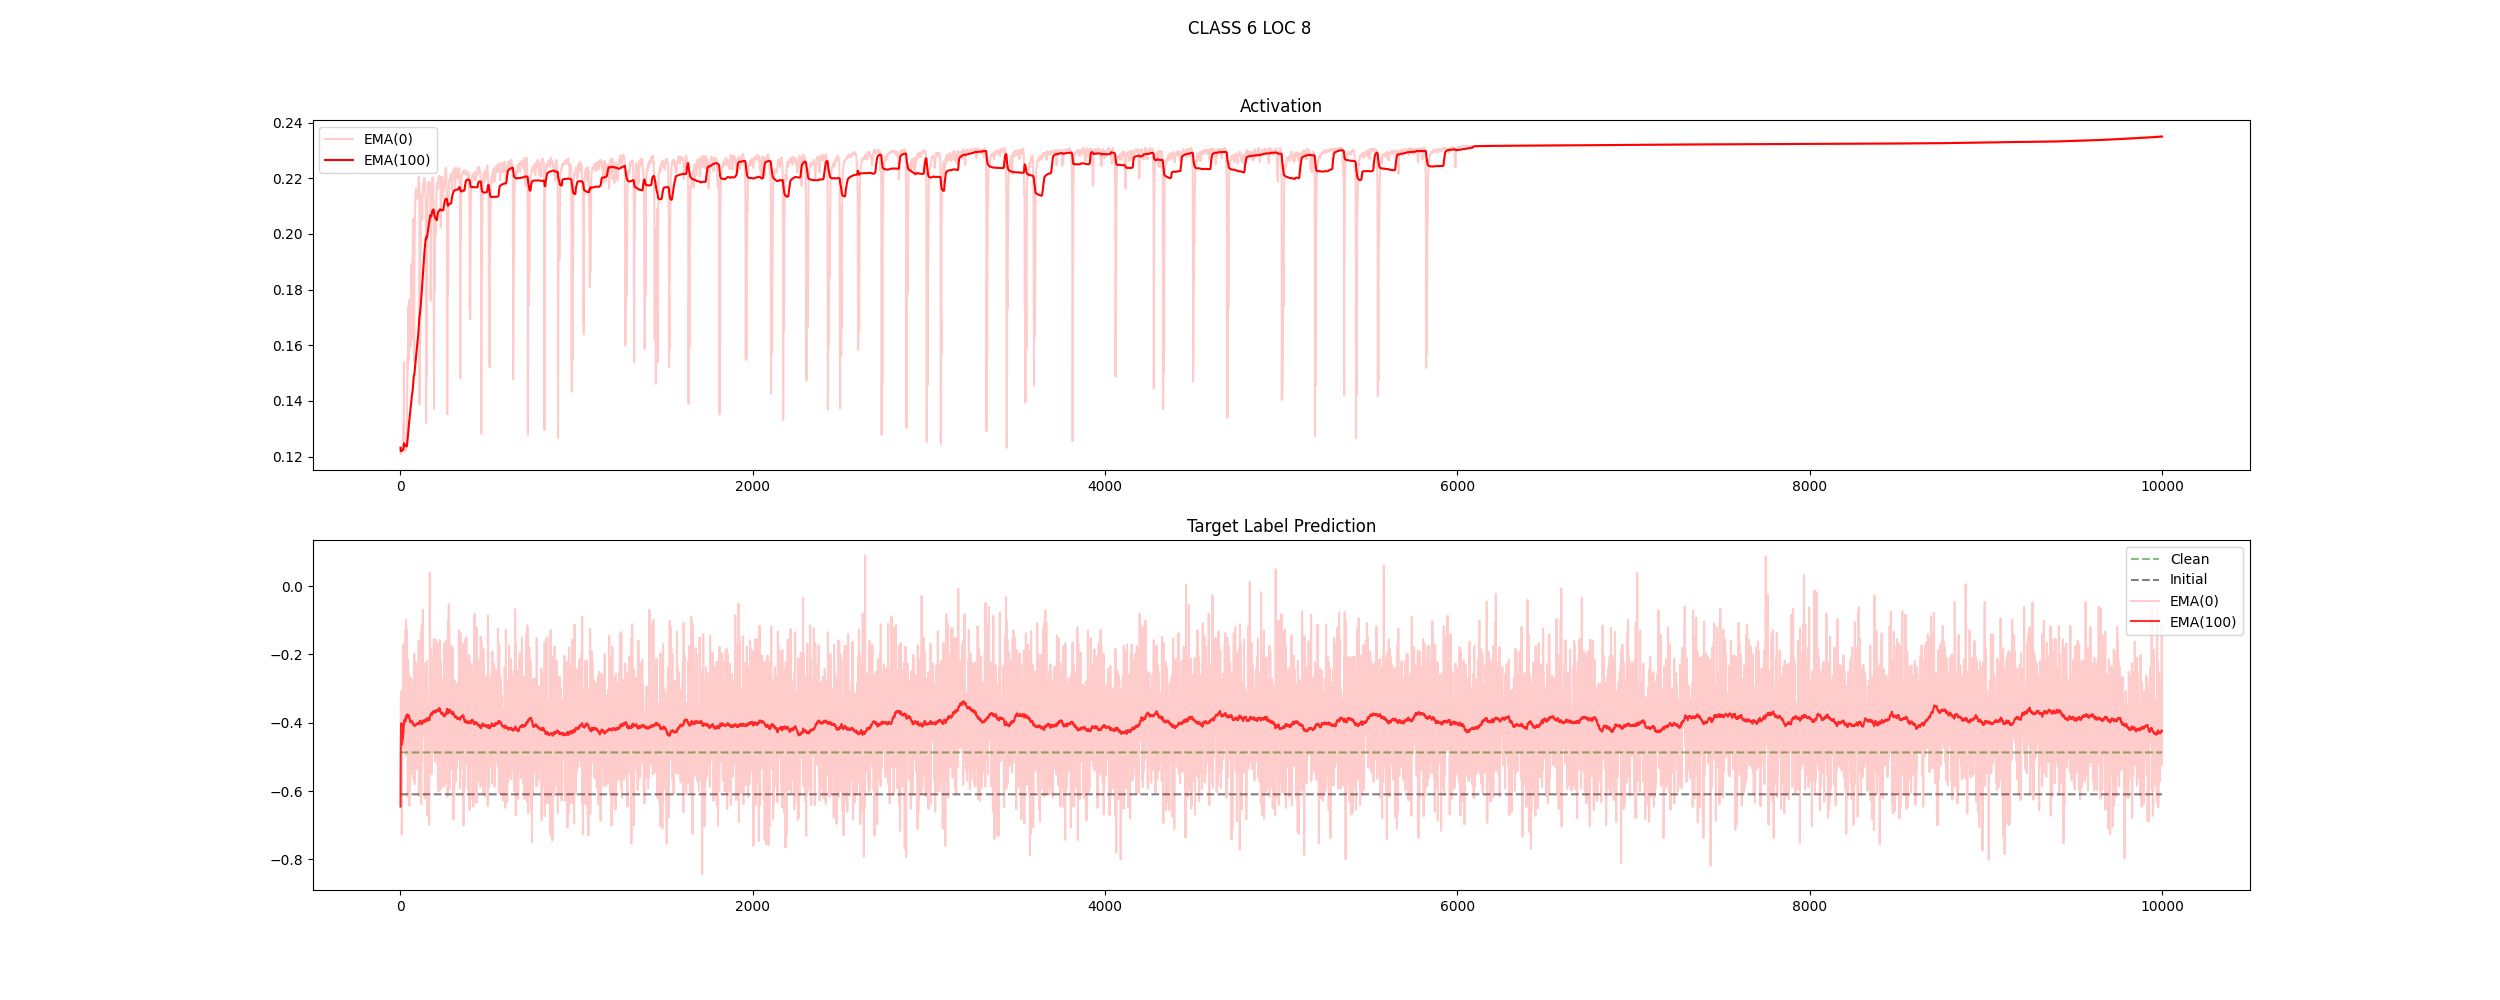 CLASS 6 LOC 8
Activation
EMA(0)
EMA(100)
0.24
0.22
0.20
0.18
0.16
0.14
0.12
0 2000 4000 6000 8000 10000
Target Label Prediction
Clean
Initial
EMA(0)
EMA(100)
0.0
−0.2
−0.4
−0.6
−0.8
0 2000 4000 6000 8000 10000